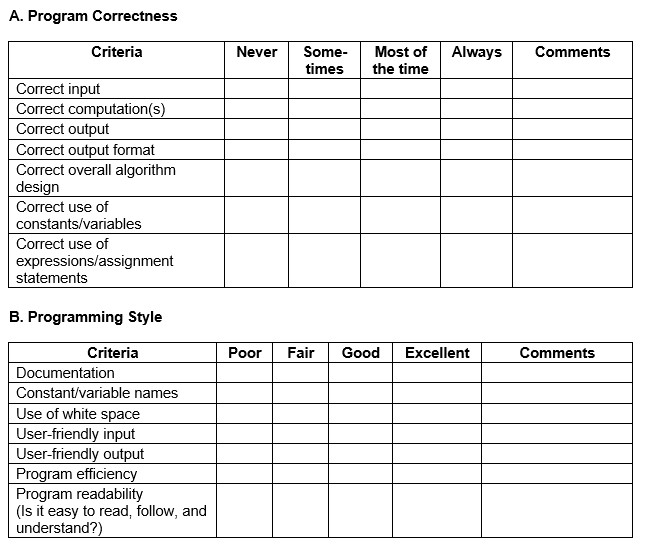 A. Program Correctness
Criteria Never Some- Most of Always Comments
times the time
Correct input
Correct computation(s)
Correct output
Correct output format
Correct overall algorithm
design
Correct use of
constants/variables
Correct use of
expressions/assignment
statements
B. Programming Style
Criteria Poor Fair Good Excellent Comments
Documentation
Constant/variable names
Use of white space
User-friendly input
User-friendly output
Program efficiency
Program readability
(Is it easy to read, follow, and
understand?)